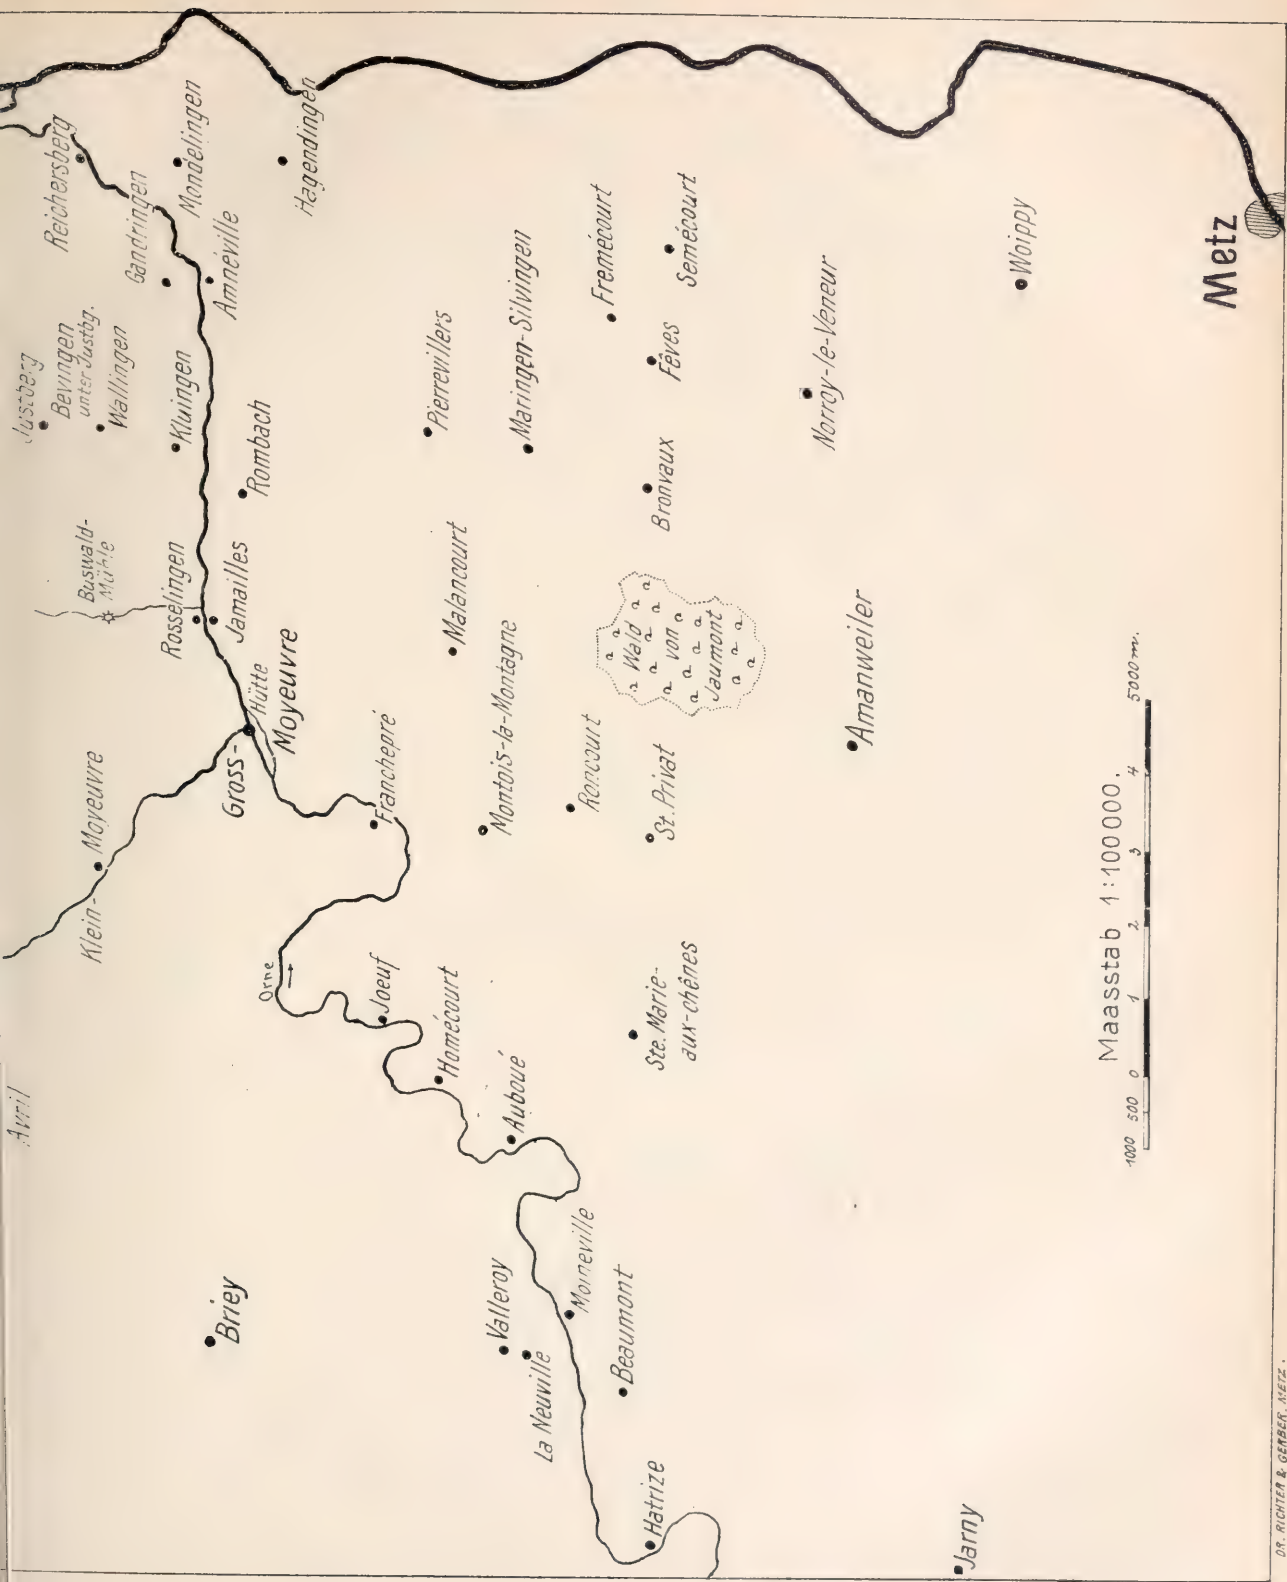 Avril
Klein-
Moyeuvre
Buswald-
Mühle
Justberg
Bevingen
unter Justbg.
Wallingen
Reichersberg
Gandringen
Mondelingen
Hagendingen
Amnéville
Kluingen
Rombach
Rosselingen
Jamailles
Gross-
Hütte
Moyeuvre
Franchepré
Orne
Joeuf
Homécourt
Auboué
Briey
Valleroy
La Neuville
Moineville
Beaumont
Hatrize
Jarny
Pierrevillers
Maringen-Silvingen
Malancourt
Montois-la-Montagne
Roncourt
St. Privat
Ste. Marie-
aux-chênes
Wald
von
Jaumont
a a a a a a a a a a a a a a a a a a
Bronvaux
Fêves
Fremécourt
Semécourt
Norroy-le-Veneur
Amanweiler
Woippy
Metz
Maasstab 1:100000.
1000 500 0 1 2 3 4 5000 m.
DR. RICHTER & GERBER, METZ.